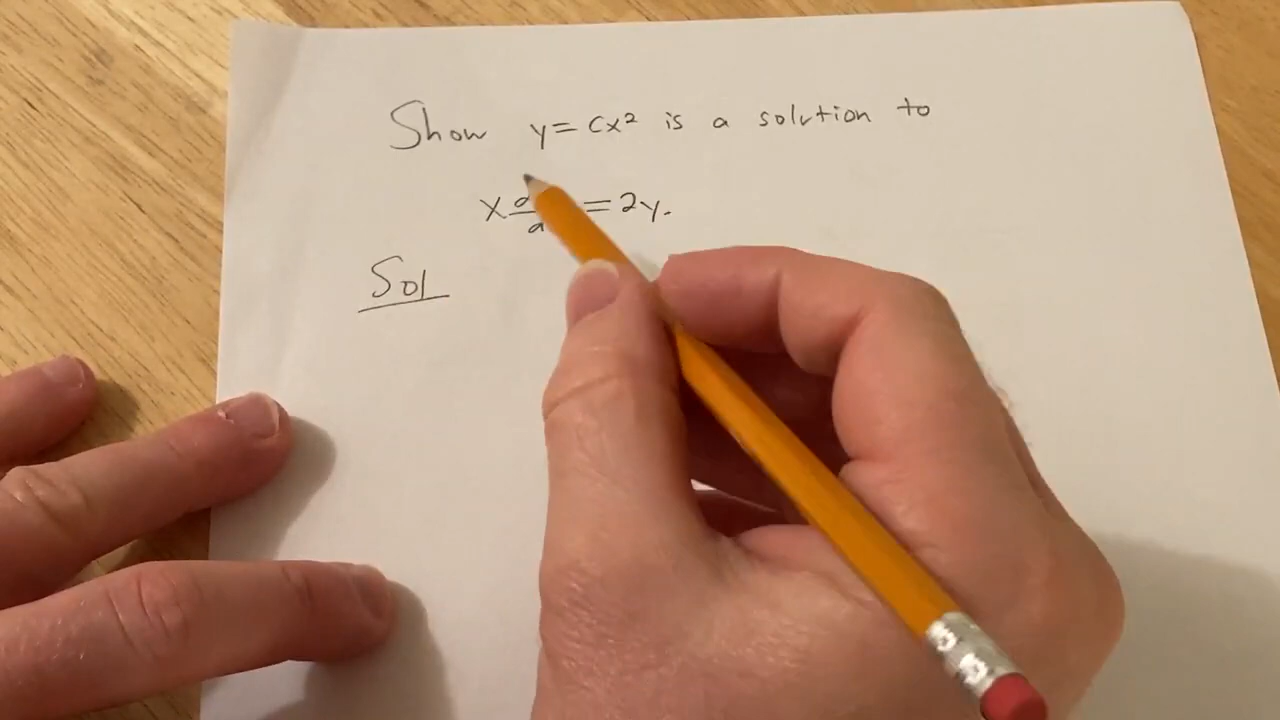 Show y = Cx² is a solution to
x d = 2y.
Sol